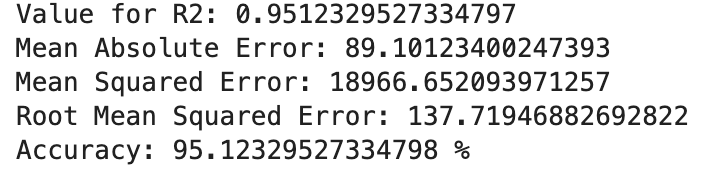 Value for R2: 0.9512329527334797
Mean Absolute Error: 89.10123400247393
Mean Squared Error: 18966.652093971257
Root Mean Squared Error: 137.71946882692822
Accuracy: 95.12329527334798 %